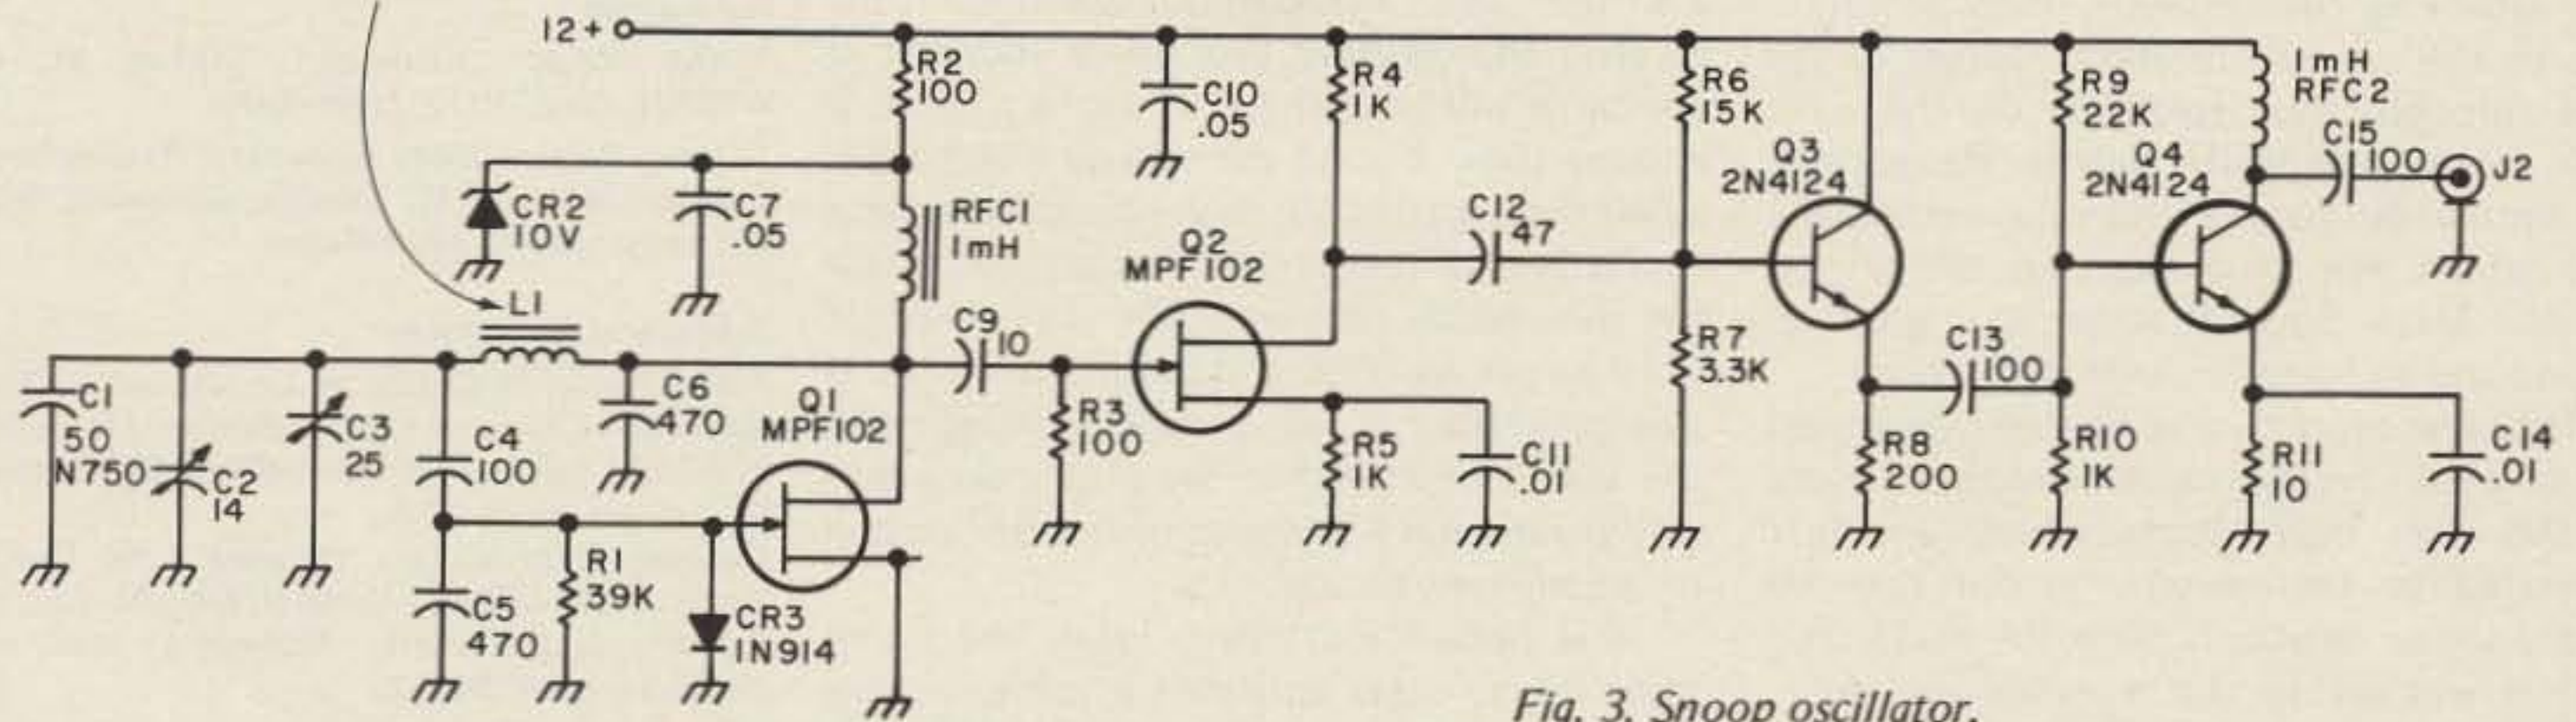 12+
R2
100
C10
.05
R4
1K
R6
15K
R9
22K
1mH
RFC2
C15
100
J2
Q3
2N4124
Q4
2N4124
CR2
10V
C7
.05
RFC1
1mH
Q2
MPF102
C12
47
L1
C9
10
C1
50
N750
C2
14
C3
25
C4
100
C6
470
Q1
MPF102
R3
100
R5
1K
C11
.01
R7
3.3K
C13
100
R8
200
R10
1K
R11
10
C14
.01
C5
470
R1
39K
CR3
1N914
Fig. 3. Snoop oscillator.